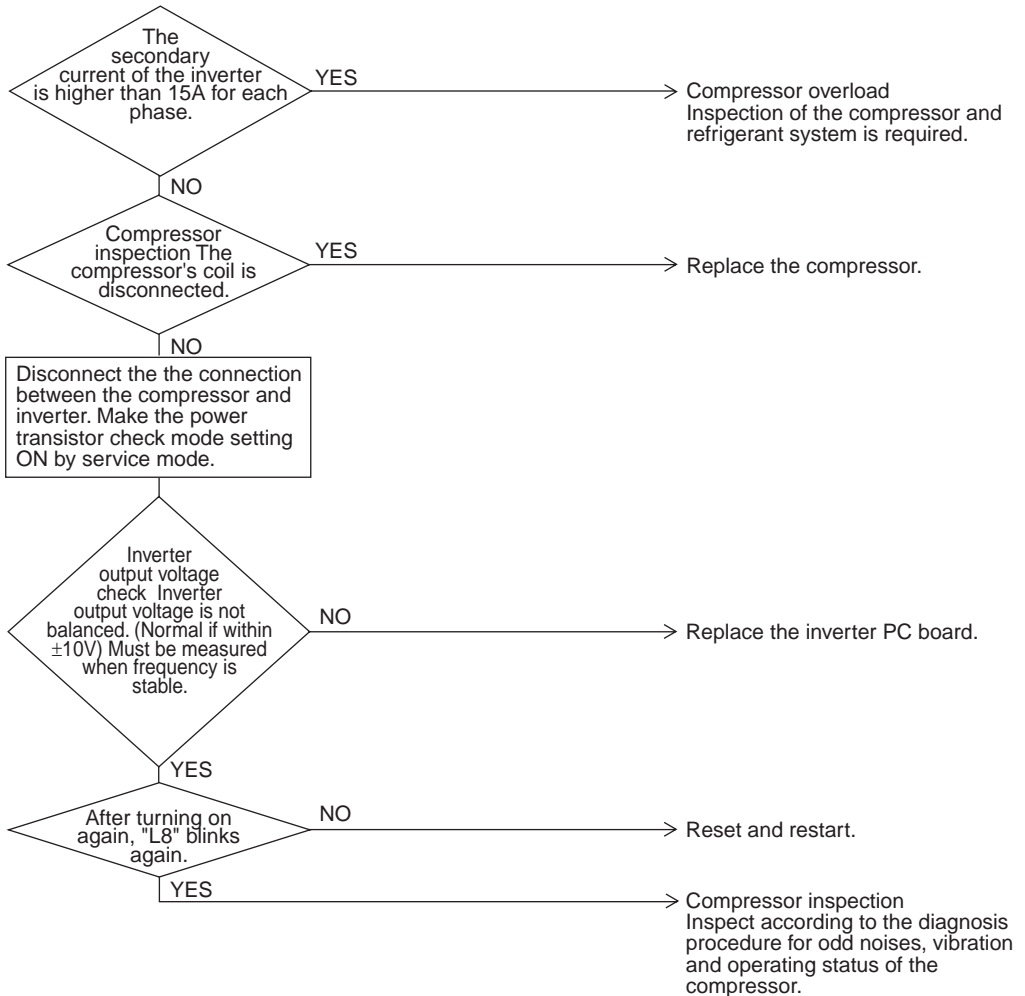 The
secondary
current of the inverter
is higher than 15A for each
phase.
YES
Compressor overload
Inspection of the compressor and
refrigerant system is required.
NO
Compressor
inspection The
compressor's coil is
disconnected.
YES
Replace the compressor.
NO
Disconnect the the connection
between the compressor and
inverter. Make the power
transistor check mode setting
ON by service mode.
Inverter
output voltage
check Inverter
output voltage is not
balanced. (Normal if within
±10V) Must be measured
when frequency is
stable.
NO
Replace the inverter PC board.
YES
After turning on
again, "L8" blinks
again.
NO
Reset and restart.
YES
Compressor inspection
Inspect according to the diagnosis
procedure for odd noises, vibration
and operating status of the
compressor.